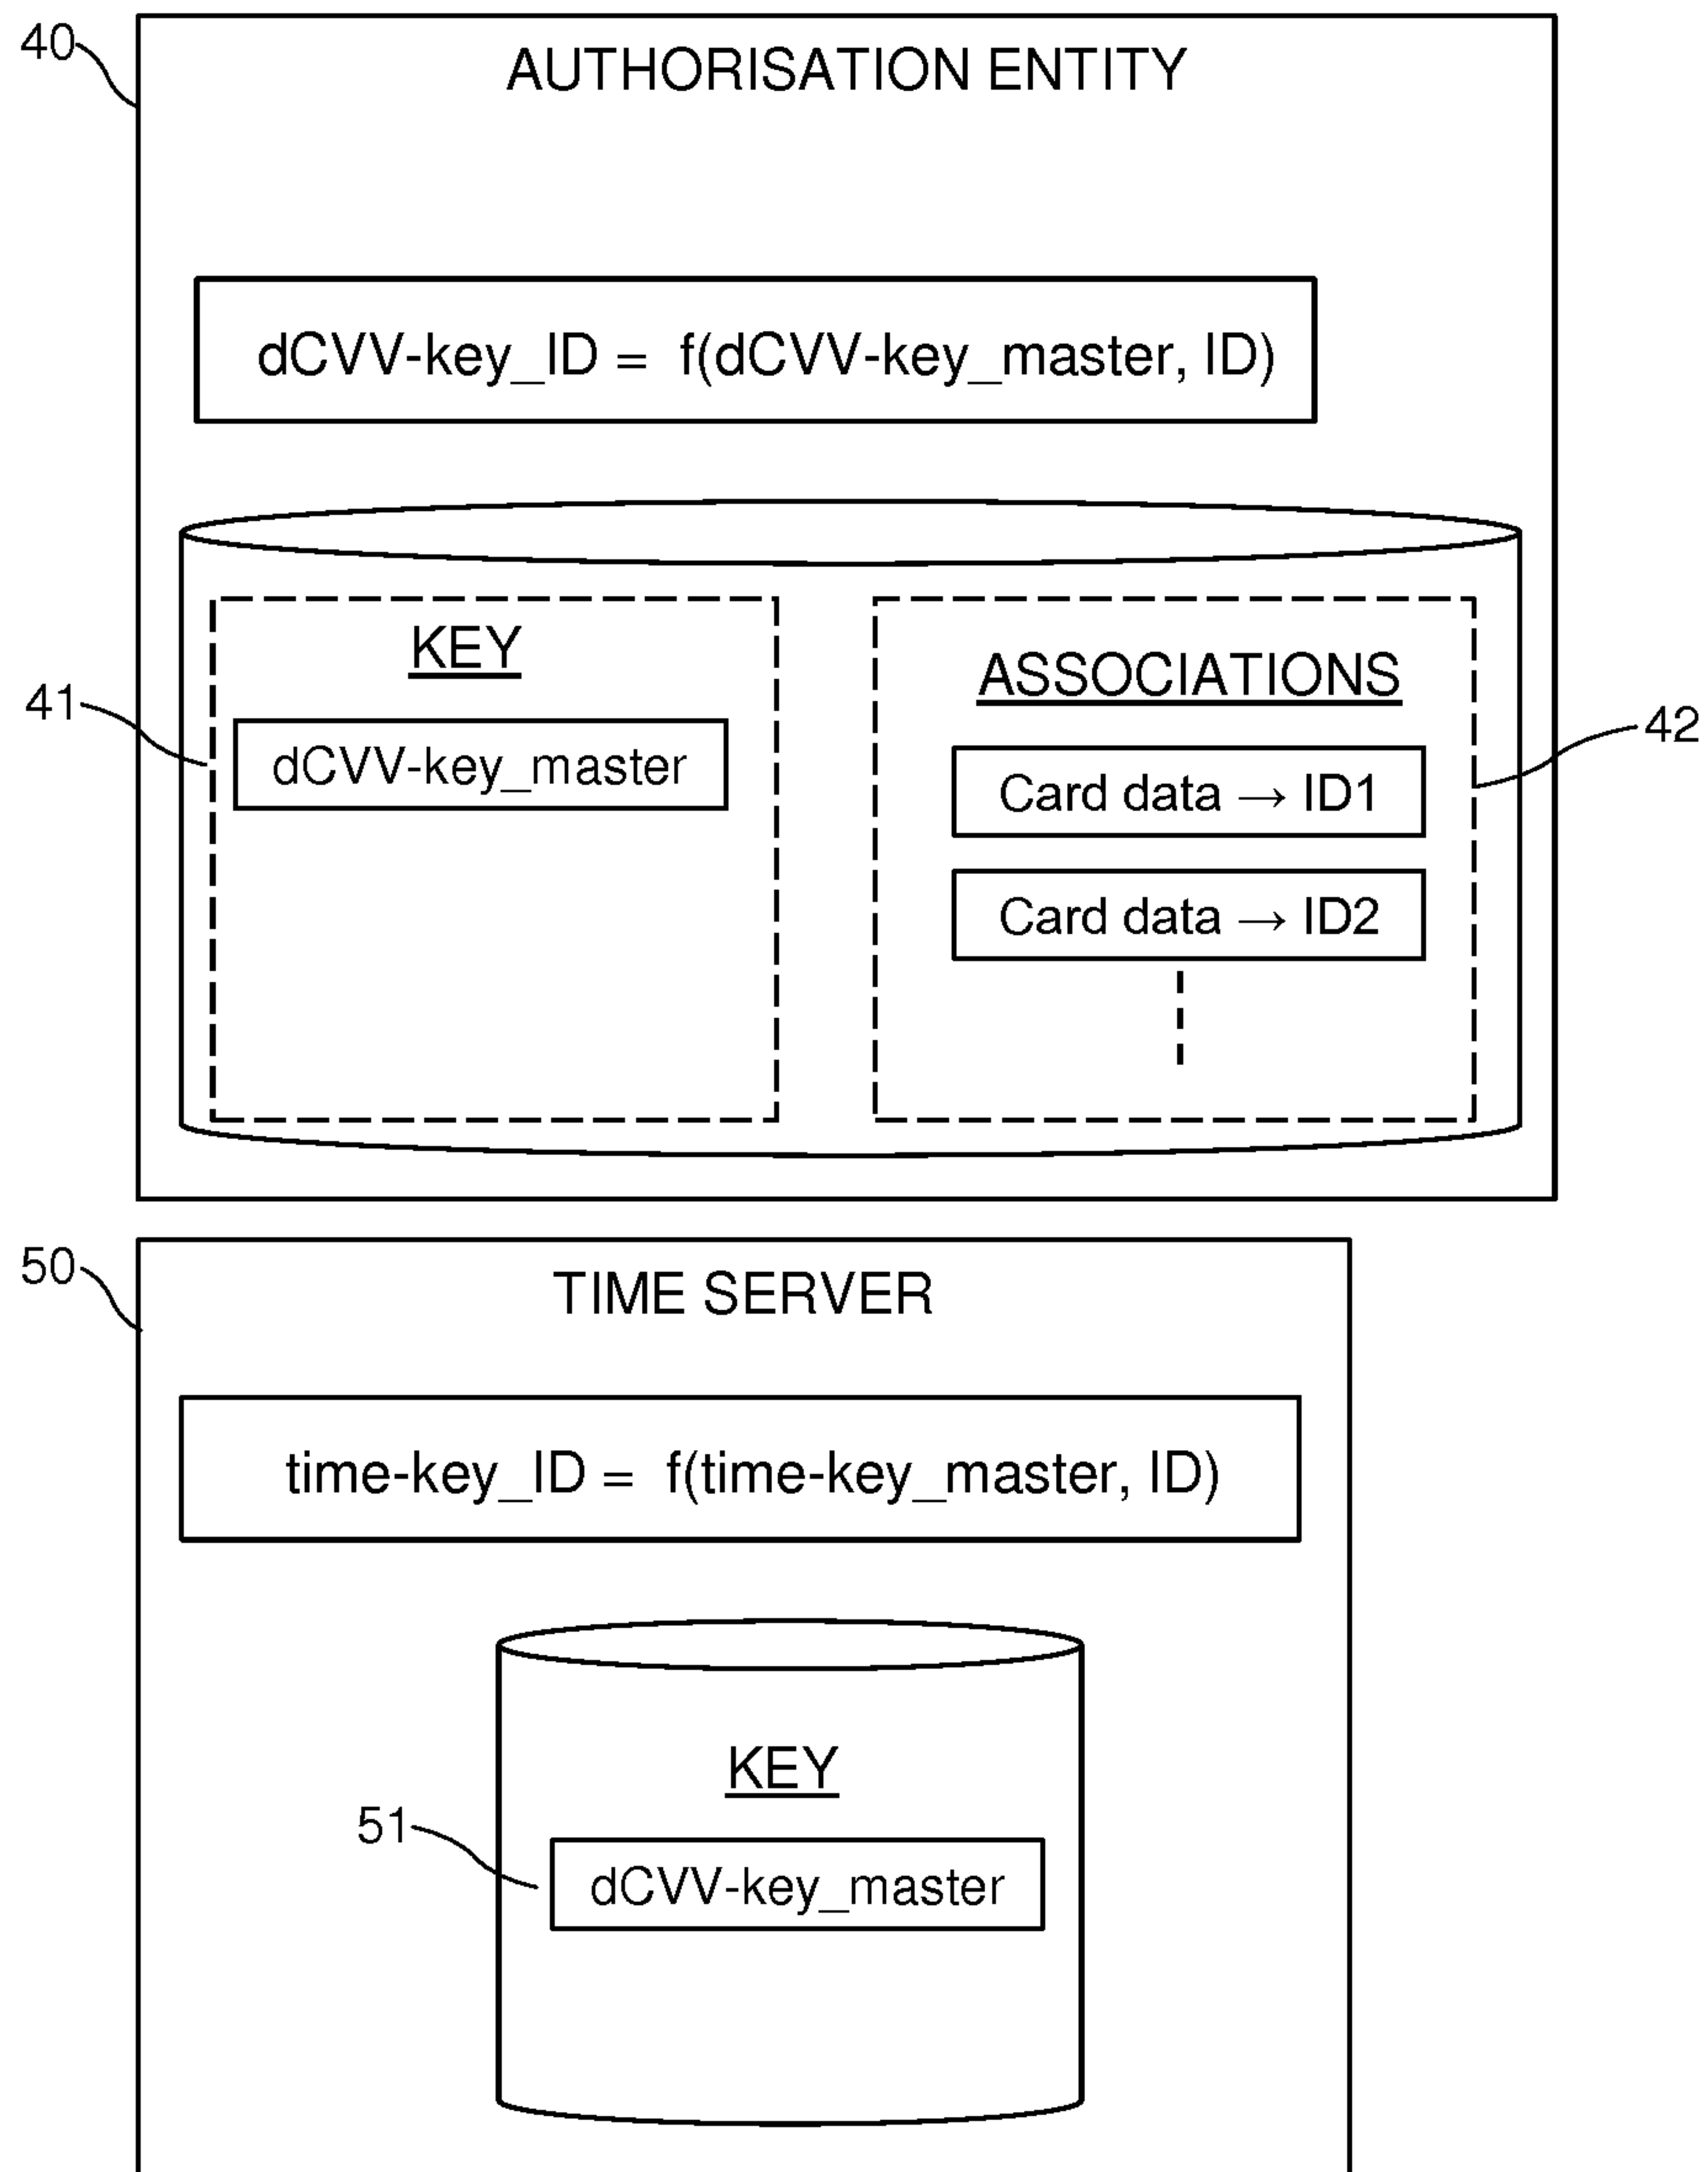 40
AUTHORISATION ENTITY
dCVV-key_ID = f(dCVV-key_master, ID)
KEY
ASSOCIATIONS
41
dCVV-key_master
42
Card data → ID1
Card data → ID2
50
TIME SERVER
time-key_ID = f(time-key_master, ID)
KEY
51
dCVV-key_master